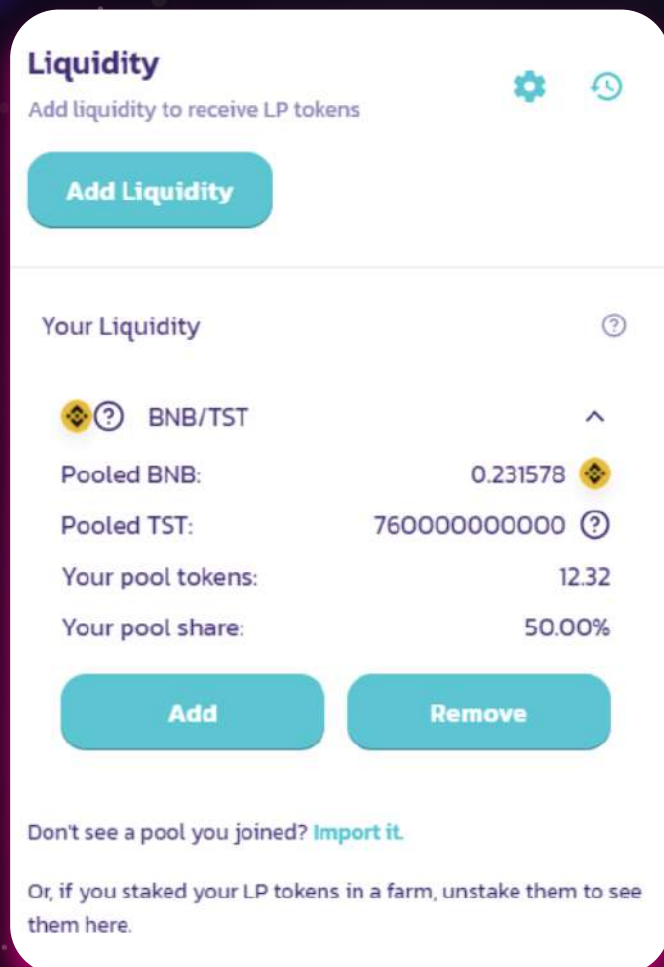 Liquidity
Add liquidity to receive LP tokens
Add Liquidity
Your Liquidity
BNB/TST
Pooled BNB: 0.231578
Pooled TST: 760000000000
Your pool tokens: 12.32
Your pool share: 50.00%
Add Remove
Don't see a pool you joined? Import it.
Or, if you staked your LP tokens in a farm, unstake them to see
them here.